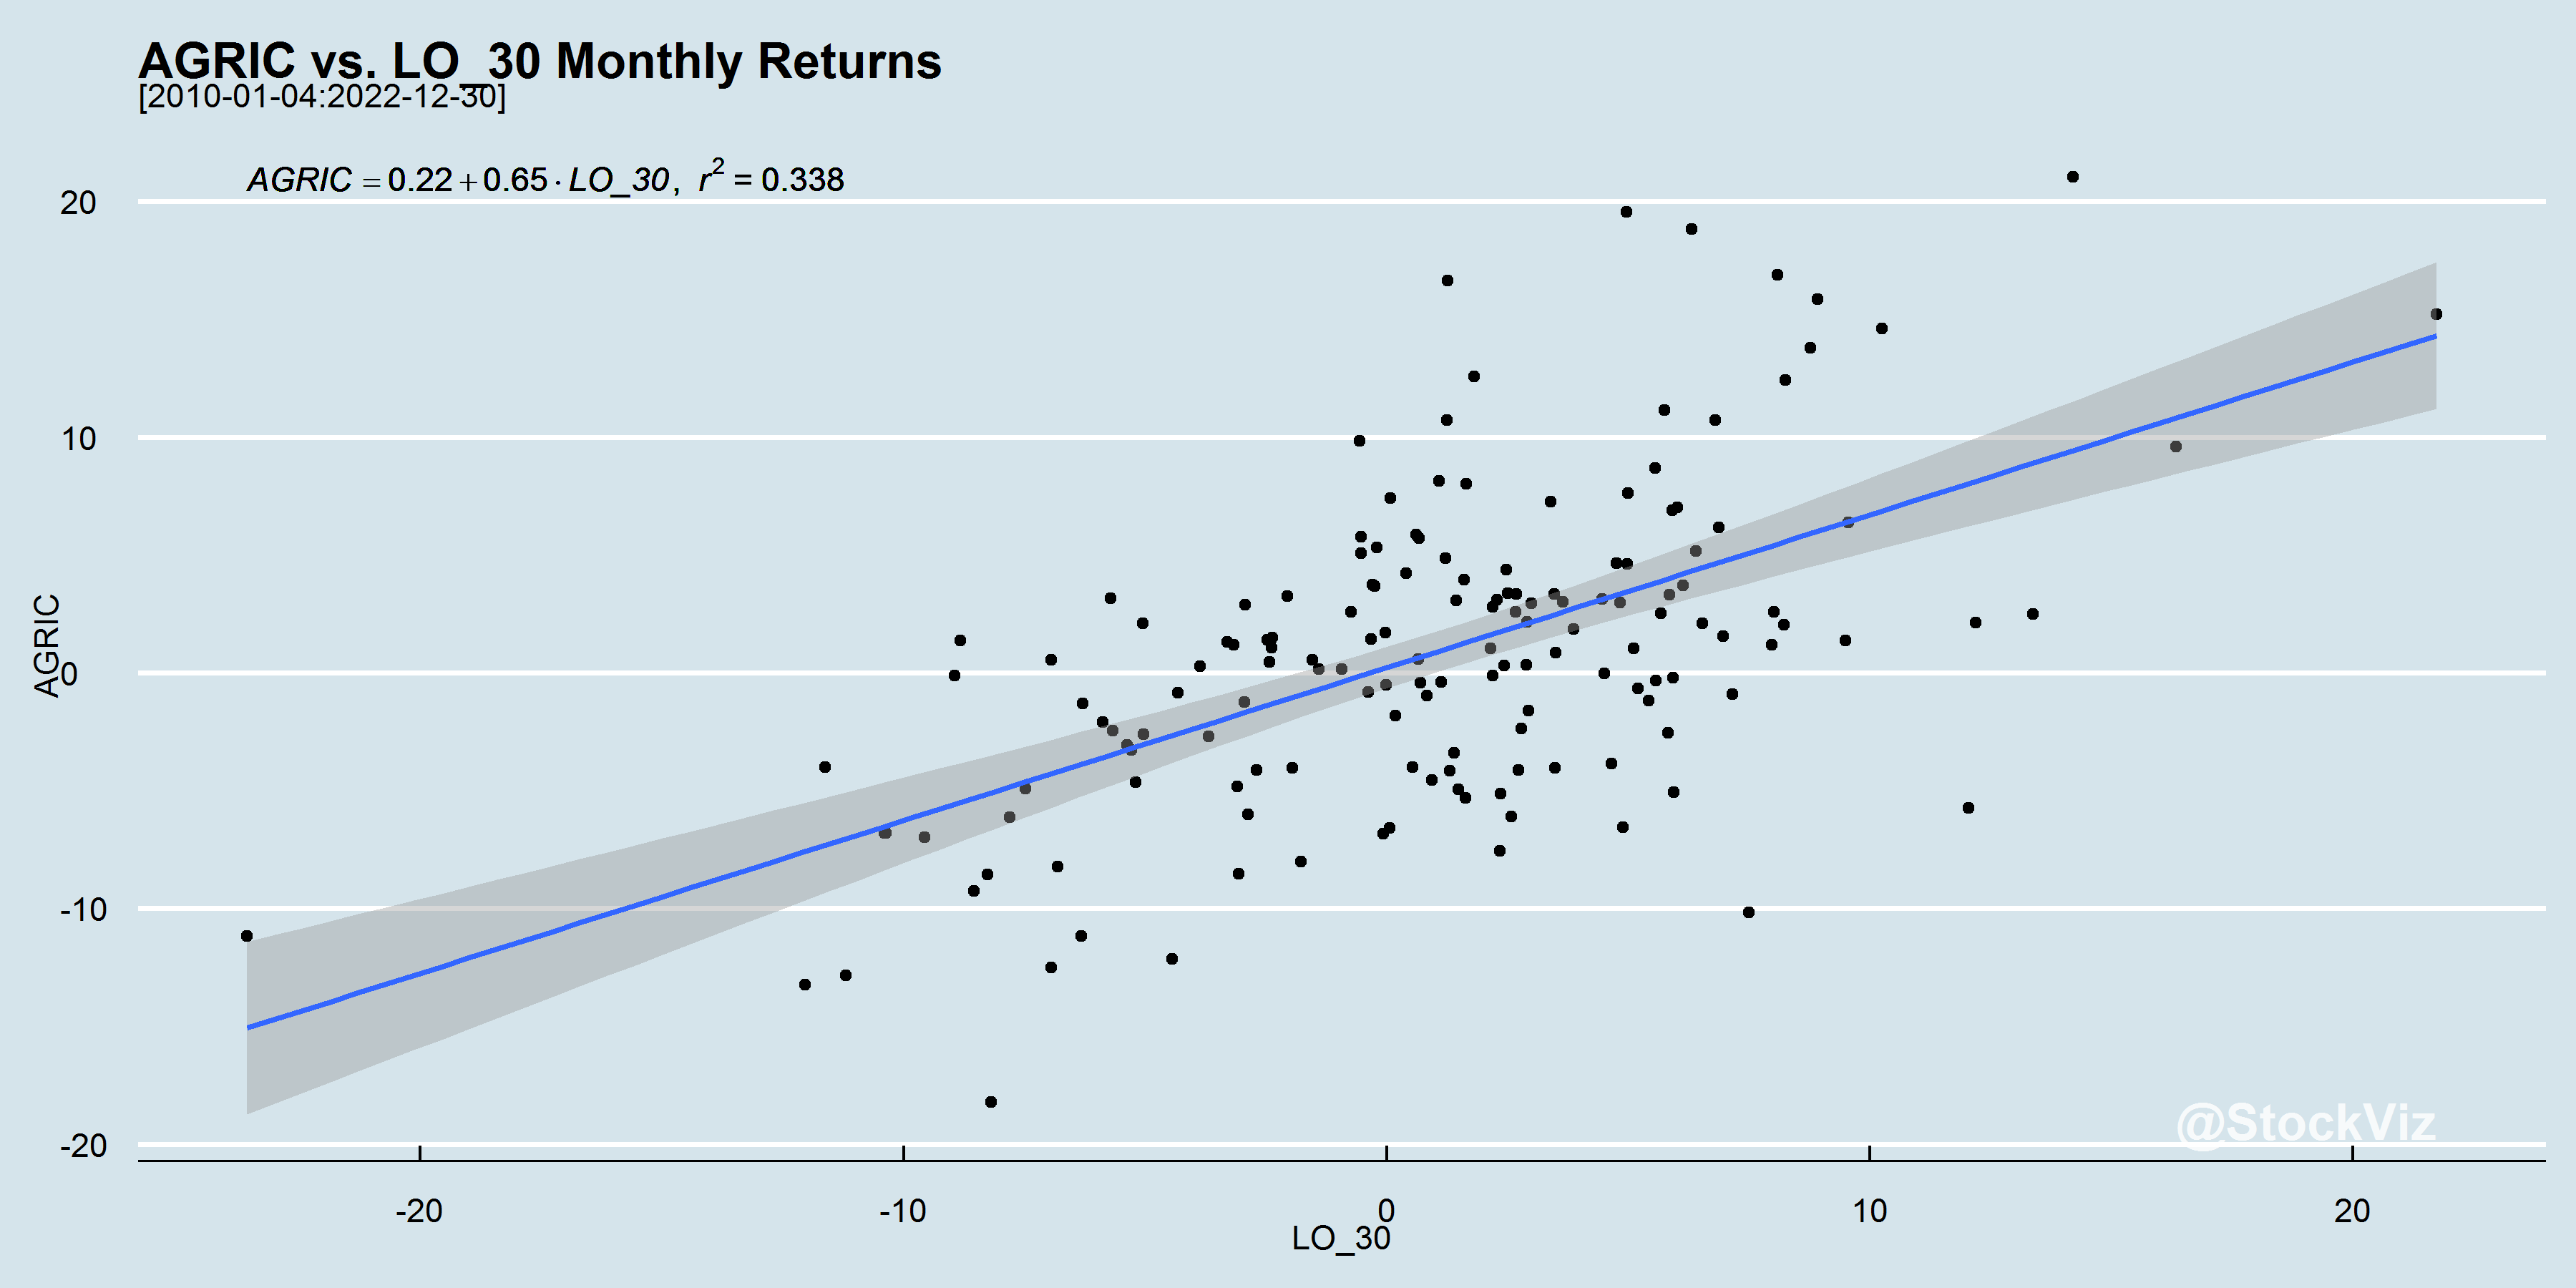 AGRIC vs. LO_30 Monthly Returns
[2010-01-04:2022-12-30]
AGRIC = 0.22 + 0.65 · LO_30, r² = 0.338
20
10
0
-10
-20
AGRIC
@StockViz
-20 -10 0 10 20
LO_30